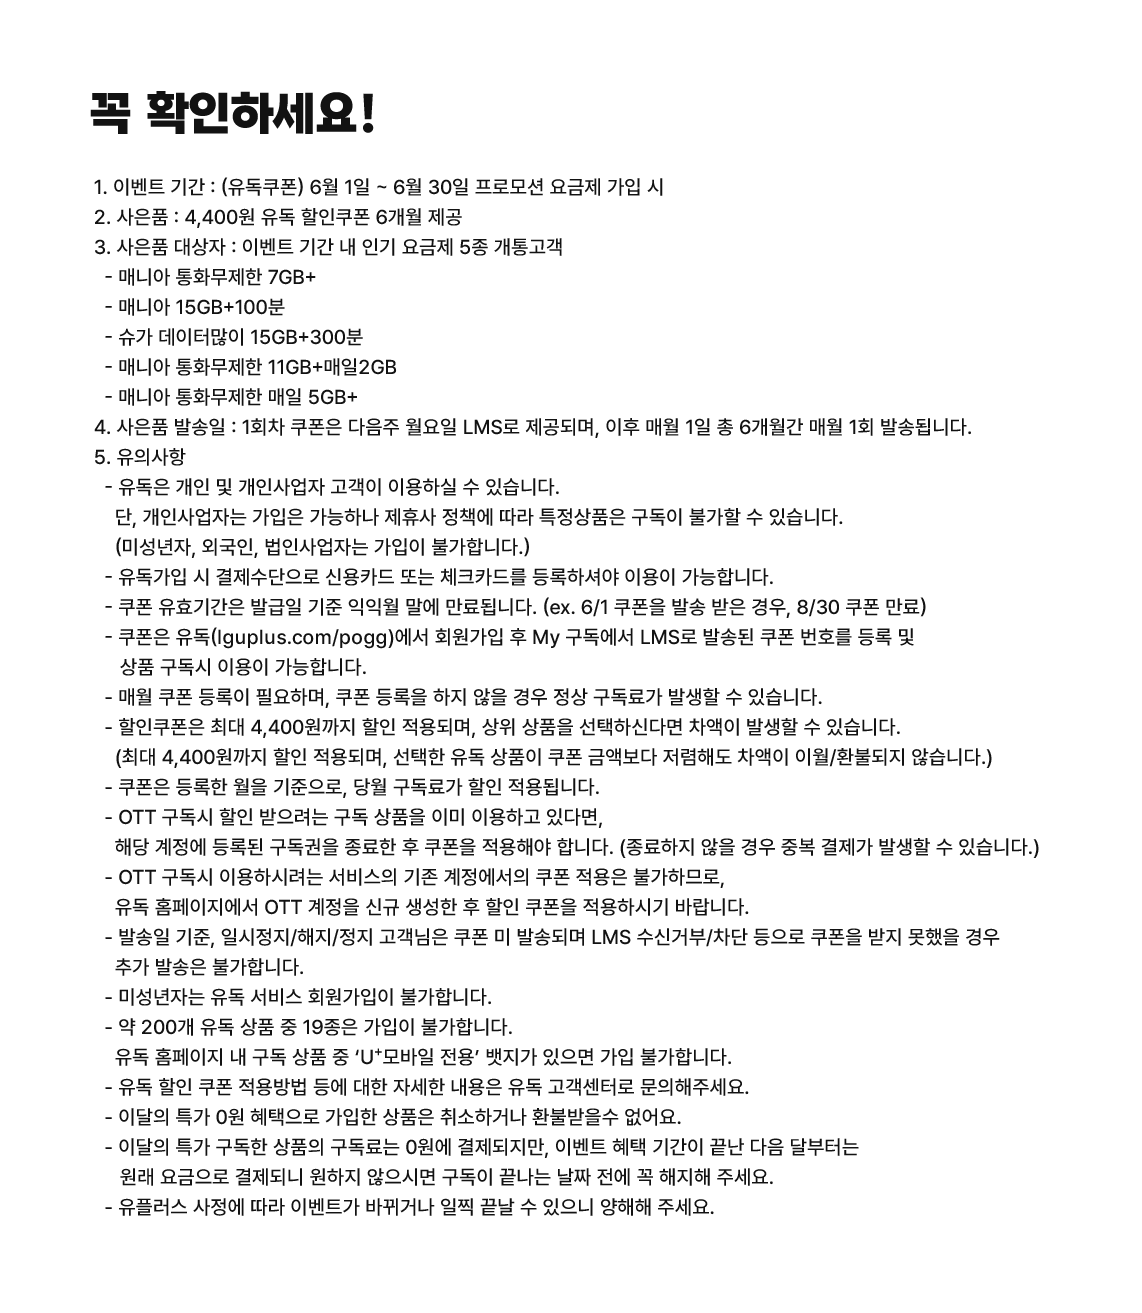 꼭 확인하세요!
1. 이벤트 기간 : (유독쿠폰) 6월 1일 ~ 6월 30일 프로모션 요금제 가입 시
2. 사은품 : 4,400원 유독 할인쿠폰 6개월 제공
3. 사은품 대상자 : 이벤트 기간 내 인기 요금제 5종 개통고객
- 매니아 통화무제한 7GB+
- 매니아 15GB+100분
- 슈가 데이터많이 15GB+300분
- 매니아 통화무제한 11GB+매일2GB
- 매니아 통화무제한 매일 5GB+
4. 사은품 발송일 : 1회차 쿠폰은 다음주 월요일 LMS로 제공되며, 이후 매월 1일 총 6개월간 매월 1회 발송됩니다.
5. 유의사항
- 유독은 개인 및 개인사업자 고객이 이용하실 수 있습니다.
단, 개인사업자는 가입은 가능하나 제휴사 정책에 따라 특정상품은 구독이 불가할 수 있습니다.
(미성년자, 외국인, 법인사업자는 가입이 불가합니다.)
- 유독가입 시 결제수단으로 신용카드 또는 체크카드를 등록하셔야 이용이 가능합니다.
- 쿠폰 유효기간은 발급일 기준 익익월 말에 만료됩니다. (ex. 6/1 쿠폰을 발송 받은 경우, 8/30 쿠폰 만료)
- 쿠폰은 유독(lguplus.com/pogg)에서 회원가입 후 My 구독에서 LMS로 발송된 쿠폰 번호를 등록 및
상품 구독시 이용이 가능합니다.
- 매월 쿠폰 등록이 필요하며, 쿠폰 등록을 하지 않을 경우 정상 구독료가 발생할 수 있습니다.
- 할인쿠폰은 최대 4,400원까지 할인 적용되며, 상위 상품을 선택하신다면 차액이 발생할 수 있습니다.
(최대 4,400원까지 할인 적용되며, 선택한 유독 상품이 쿠폰 금액보다 저렴해도 차액이 이월/환불되지 않습니다.)
- 쿠폰은 등록한 월을 기준으로, 당월 구독료가 할인 적용됩니다.
- OTT 구독시 할인 받으려는 구독 상품을 이미 이용하고 있다면,
해당 계정에 등록된 구독권을 종료한 후 쿠폰을 적용해야 합니다. (종료하지 않을 경우 중복 결제가 발생할 수 있습니다.)
- OTT 구독시 이용하시려는 서비스의 기존 계정에서의 쿠폰 적용은 불가하므로,
유독 홈페이지에서 OTT 계정을 신규 생성한 후 할인 쿠폰을 적용하시기 바랍니다.
- 발송일 기준, 일시정지/해지/정지 고객님은 쿠폰 미 발송되며 LMS 수신거부/차단 등으로 쿠폰을 받지 못했을 경우
추가 발송은 불가합니다.
- 미성년자는 유독 서비스 회원가입이 불가합니다.
- 약 200개 유독 상품 중 19종은 가입이 불가합니다.
유독 홈페이지 내 구독 상품 중 ‘U⁺모바일 전용’ 뱃지가 있으면 가입 불가합니다.
- 유독 할인 쿠폰 적용방법 등에 대한 자세한 내용은 유독 고객센터로 문의해주세요.
- 이달의 특가 0원 혜택으로 가입한 상품은 취소하거나 환불받을수 없어요.
- 이달의 특가 구독한 상품의 구독료는 0원에 결제되지만, 이벤트 혜택 기간이 끝난 다음 달부터는
원래 요금으로 결제되니 원하지 않으시면 구독이 끝나는 날짜 전에 꼭 해지해 주세요.
- 유플러스 사정에 따라 이벤트가 바뀌거나 일찍 끝날 수 있으니 양해해 주세요.